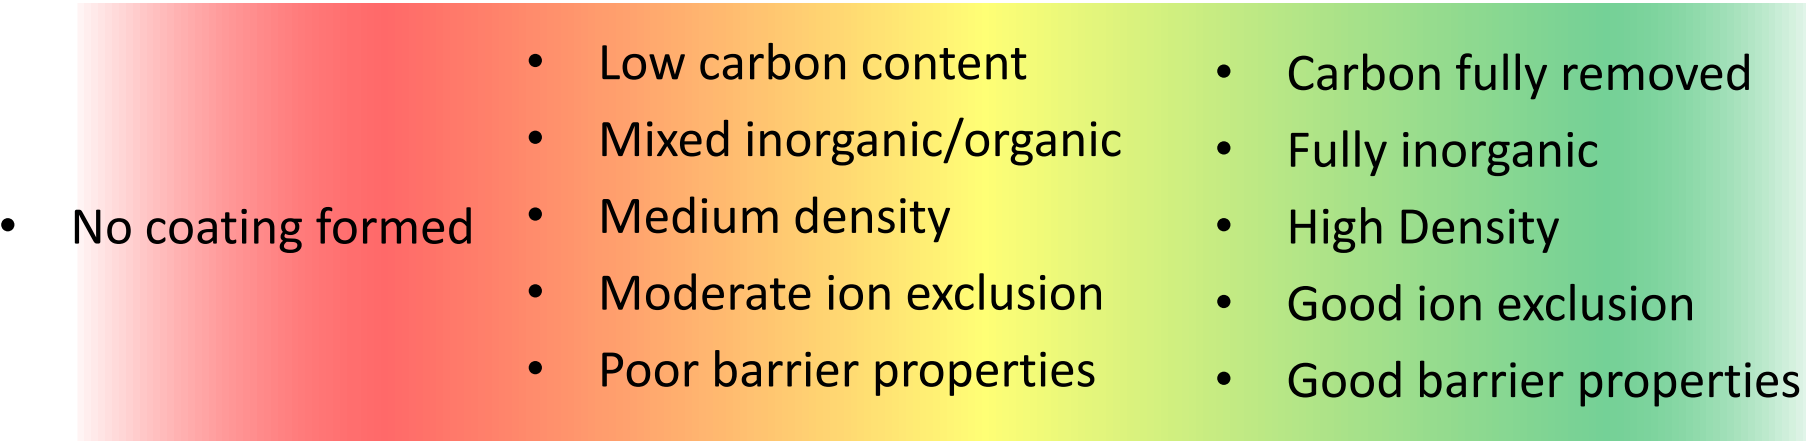 • No coating formed
• Low carbon content
• Mixed inorganic/organic
• Medium density
• Moderate ion exclusion
• Poor barrier properties
• Carbon fully removed
• Fully inorganic
• High Density
• Good ion exclusion
• Good barrier properties